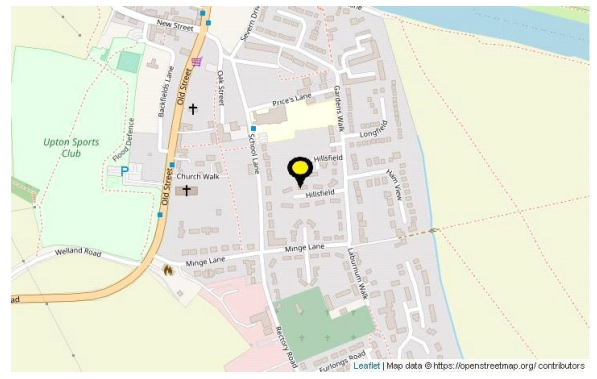 New Street
Severn Driv
Backfields Lane
Old Street
Oak Street
Price's Lane
Gardens Walk
Longfield
School Lane
Upton Sports
Club
Flood Defence
P
Church Walk
Hillsfield
Hillsfield
Ham View
Old Street
Welland Road
Minge Lane
Minge Lane
Laburnum Walk
oad
Rectory Road
Furlongs Road
Leaflet | Map data © https://openstreetmap.org/ contributors